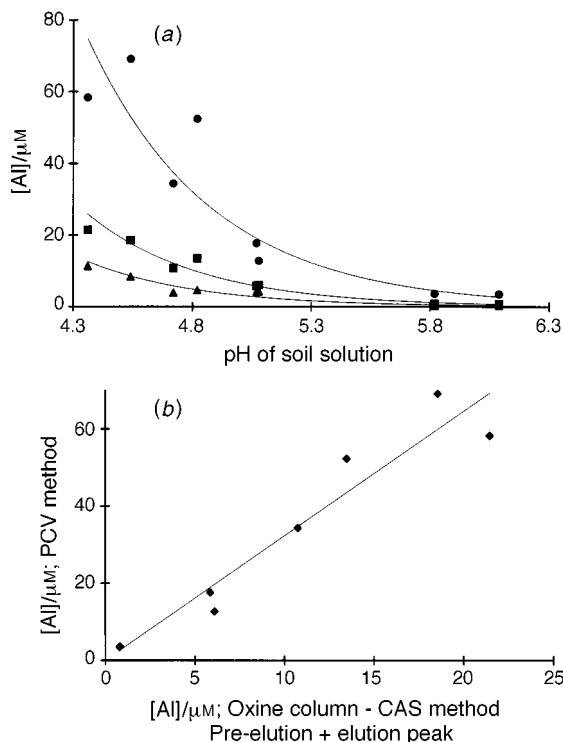 (a)
80
60
40
20
0
[Al]/μM
4.3 4.8 5.3 5.8 6.3
pH of soil solution
(b)
60
40
20
0
[Al]/μM; PCV method
0 5 10 15 20 25
[Al]/μM; Oxine column - CAS method
Pre-elution + elution peak